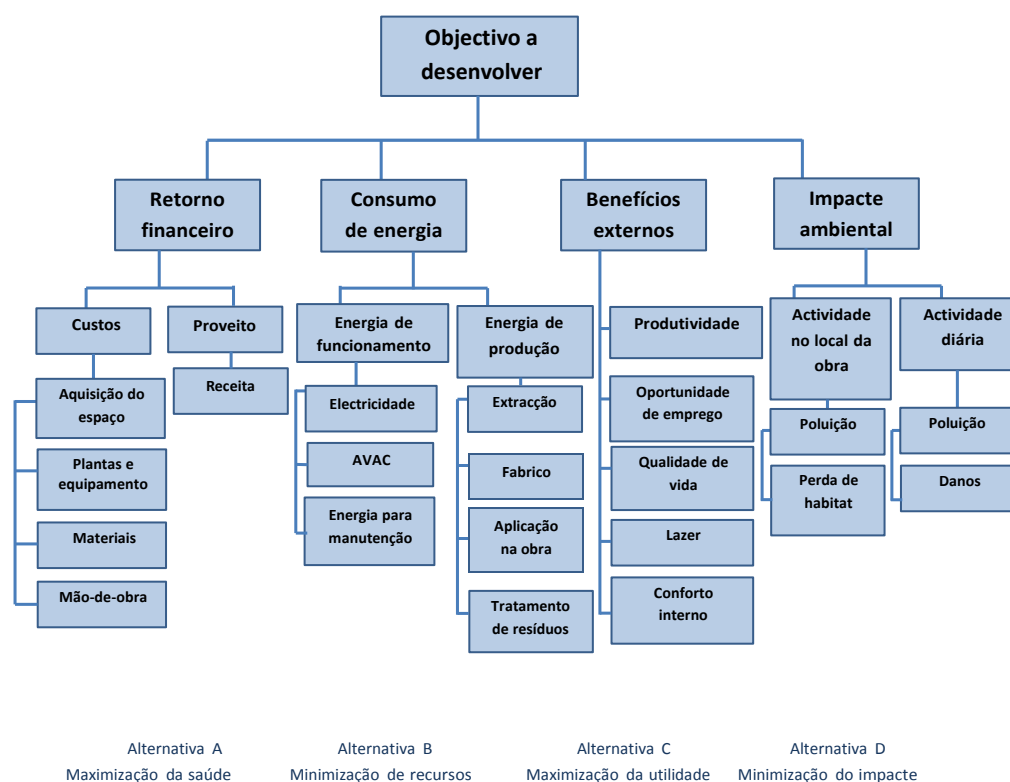 Objectivo a
desenvolver
Retorno
financeiro
Consumo
de energia
Benefícios
externos
Impacte
ambiental
Custos
Proveito
Energia de
funcionamento
Energia de
produção
Produtividade
Actividade
no local da
obra
Actividade
diária
Aquisição do
espaço
Receita
Electricidade
Extracção
Oportunidade
de emprego
Poluição
Poluição
Plantas e
equipamento
AVAC
Fabrico
Qualidade de
vida
Perda de
habitat
Danos
Materiais
Energia para
manutenção
Aplicação
na obra
Lazer
Mão-de-obra
Tratamento
de resíduos
Conforto
interno
Alternativa A
Maximização da saúde
Alternativa B
Minimização de recursos
Alternativa C
Maximização da utilidade
Alternativa D
Minimização do impacte